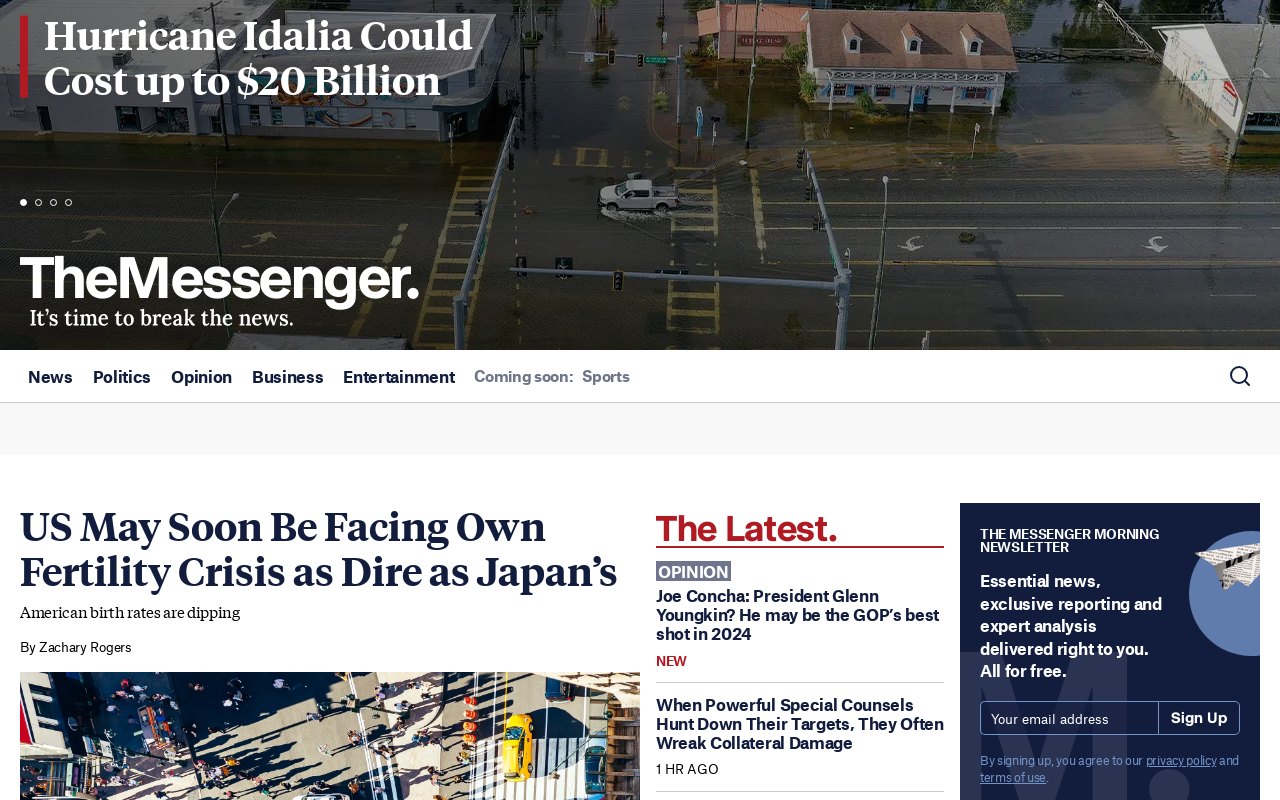 Hurricane Idalia Could
Cost up to $20 Billion
TheMessenger.
It's time to break the news.
News
Politics
Opinion
Business
Entertainment
Coming soon:
Sports
US May Soon Be Facing Own
Fertility Crisis as Dire as Japan's
American birth rates are dipping
By Zachary Rogers
The Latest.
OPINION
Joe Concha: President Glenn
Youngkin? He may be the GOP's best
shot in 2024
NEW
When Powerful Special Counsels
Hunt Down Their Targets, They Often
Wreak Collateral Damage
1 HR AGO
THE MESSENGER MORNING
NEWSLETTER
Essential news,
exclusive reporting and
expert analysis
delivered right to you.
All for free.
Your email address
Sign Up
By signing up, you agree to our privacy policy and
terms of use.
M.